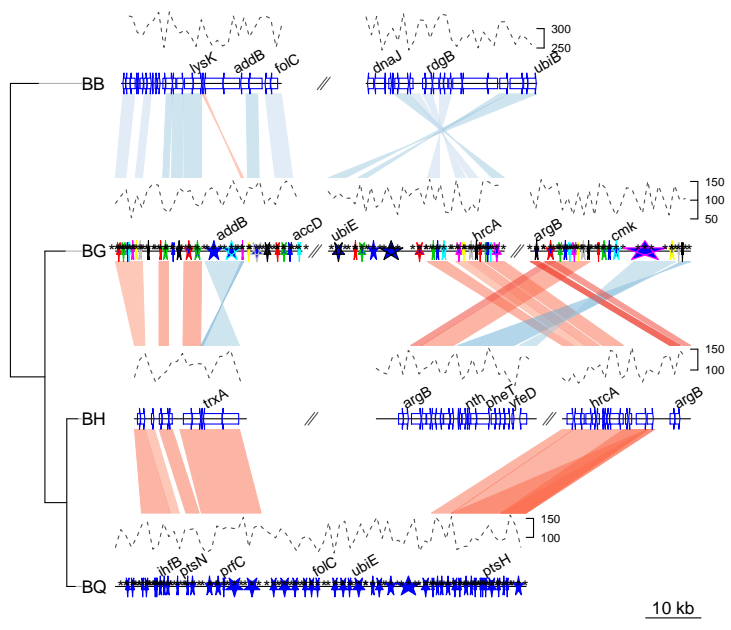 300
250
lysK addB folC dnaJ rdgB ubiB
BB //
150
100
50
addB accD ubiE hrcA argB cmk
BG // //
150
100
trxA argB nth pheT yfeD hrcA argB
BH // //
150
100
ihfB ptsN prfC folC ubiE ptsH
BQ
10 kb